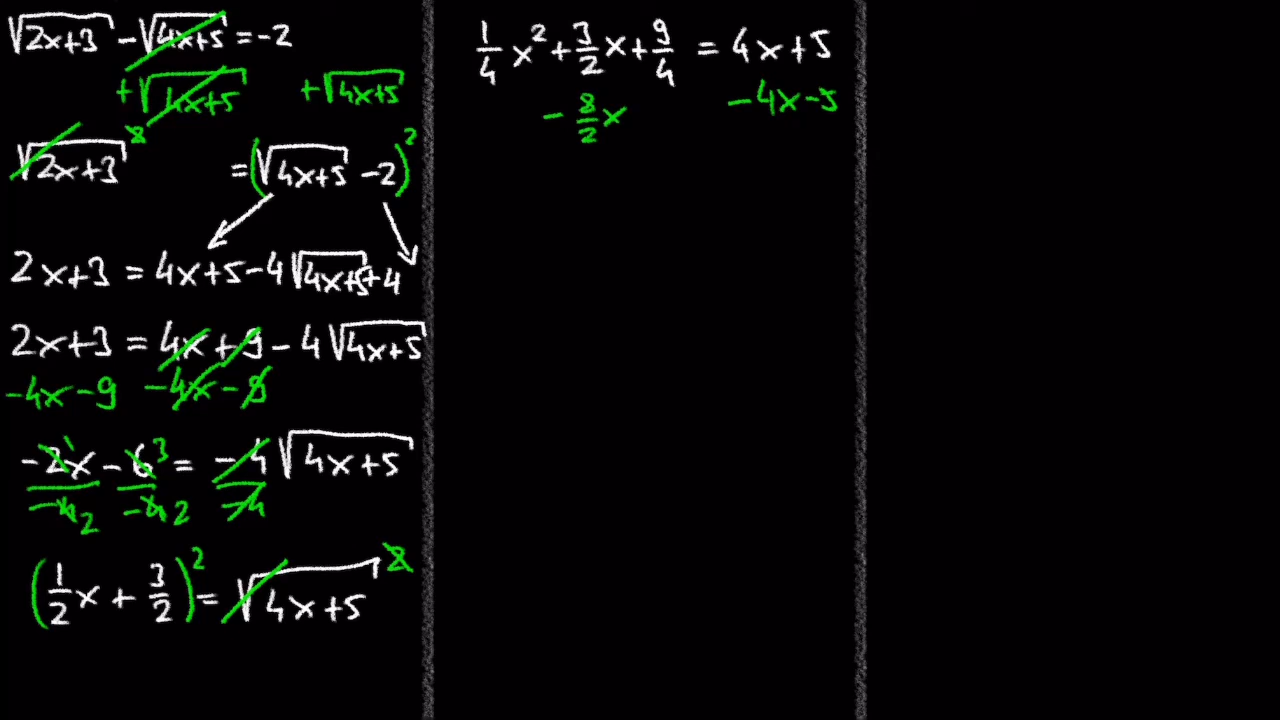 √(2x+3) - √(4x+5) = -2
+√(4x+5) +√(4x+5)
√(2x+3)² = (√(4x+5) - 2)²
2x+3 = 4x+5-4√(4x+5)+4
2x+3 = 4x+9-4√(4x+5)
-4x-9 -4x-9
-2x/-4 - 6/-4 = -4√(4x+5)/-4
1 3
2 2
(1/2x + 3/2)² = √(4x+5)²
1/4x² + 3/2x + 9/4 = 4x+5
-8/2x -4x-5